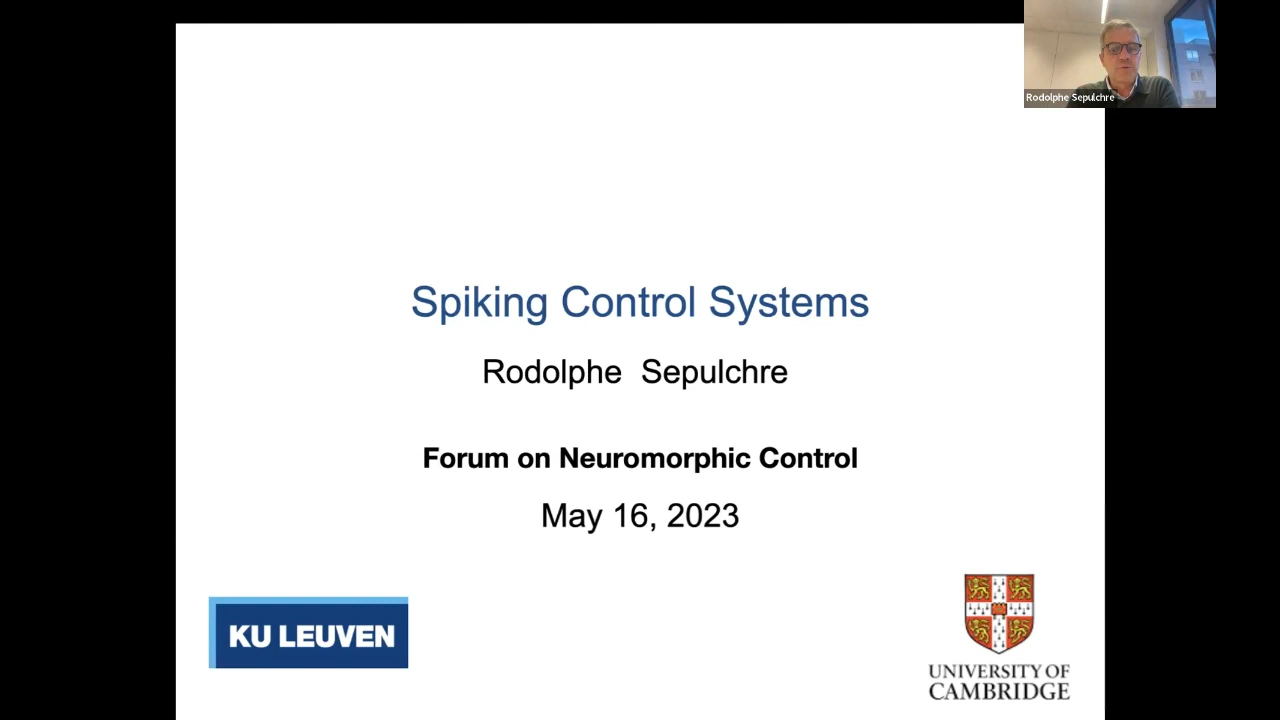 Rodolphe Sepulchre
Spiking Control Systems
Rodolphe Sepulchre
Forum on Neuromorphic Control
May 16, 2023
KU LEUVEN
UNIVERSITY OF
CAMBRIDGE